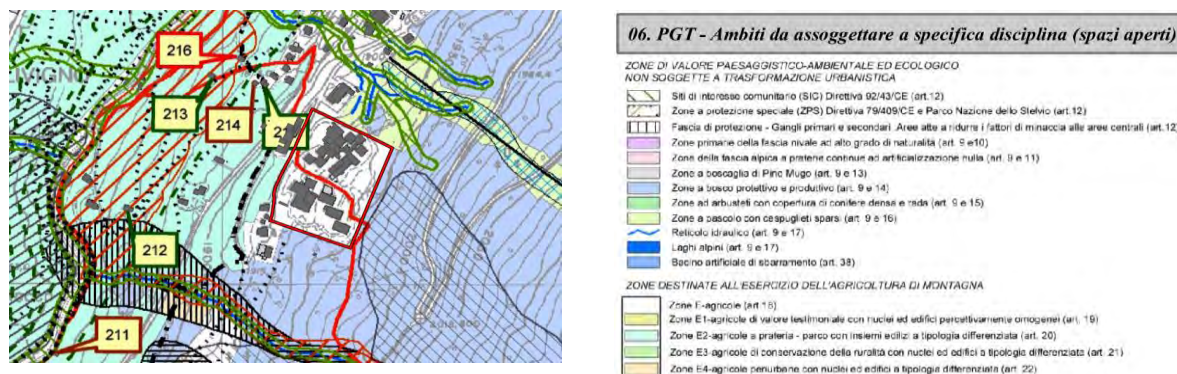 216
IVIGNO
213
214
21
212
211
1900
2000
06. PGT - Ambiti da assoggettare a specifica disciplina (spazi aperti)
ZONE DI VALORE PAESAGGISTICO-AMBIENTALE ED ECOLOGICO
NON SOGGETTE A TRASFORMAZIONE URBANISTICA
Siti di interesse comunitario (SIC) Direttiva 92/43/CE (art.12)
Zone a protezione speciale (ZPS) Direttiva 79/409/CE e Parco Nazione dello Stelvio (art.12)
Fascia di protezione - Gangli primari e secondari .Aree atte a ridurre i fattori di minaccia alle aree centrali (art.12)
Zone primarie della fascia nivale ad alto grado di naturalità (art. 9 e10)
Zone della fascia alpica a praterie continue ad artificializzazione nulla (art. 9 e 11)
Zone a boscaglia di Pino Mugo (art. 9 e 13)
Zone a bosco protettivo e produttivo (art. 9 e 14)
Zone ad arbusteti con copertura di conifere densa e rada (art. 9 e 15)
Zone a pascolo con cespuglieti sparsi (art. 9 e 16)
Reticolo idraulico (art. 9 e 17)
Laghi alpini (art. 9 e 17)
Bacino artificiale di sbarramento (art. 38)
ZONE DESTINATE ALL'ESERCIZIO DELL'AGRICOLTURA DI MONTAGNA
Zone E-agricole (art.18)
Zone E1-agricole di valore testimoniale con nuclei ed edifici percettivamente omogenei (art. 19)
Zone E2-agricole a prateria - parco con insiemi edilizi a tipologia differenziata (art. 20)
Zone E3-agricole di conservazione della ruralità con nuclei ed edifici a tipologia differenziata (art. 21)
Zone E4-agricole periurbane con nuclei ed edifici a tipologia differenziata (art. 22)